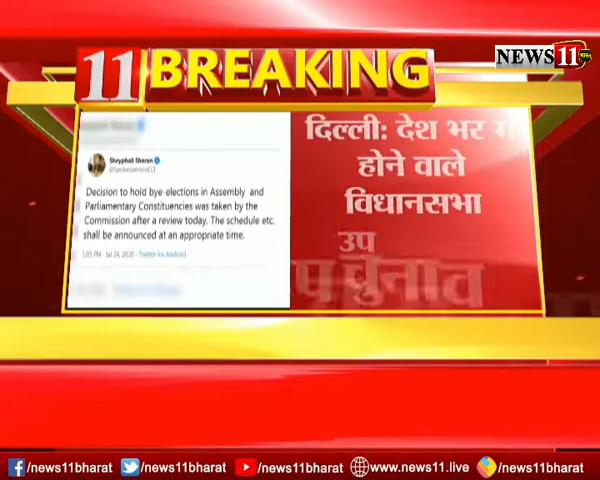 11 BREAKING
NEWS 11
Sheyphali Sharan
@SpokespersonECI
Decision to hold bye-elections in Assembly and
Parliamentary Constituencies was taken by the
Commission after a review today. The schedule etc.
shall be announced at an appropriate time.
1:05 PM · Jul 24, 2020 · Twitter for Android
दिल्ली: देश भर
होने वाले
विधानसभा
उप
चुनाव
/news11bharat
/news11bharat
/news11bharat
www.news11.live
/news11bharat